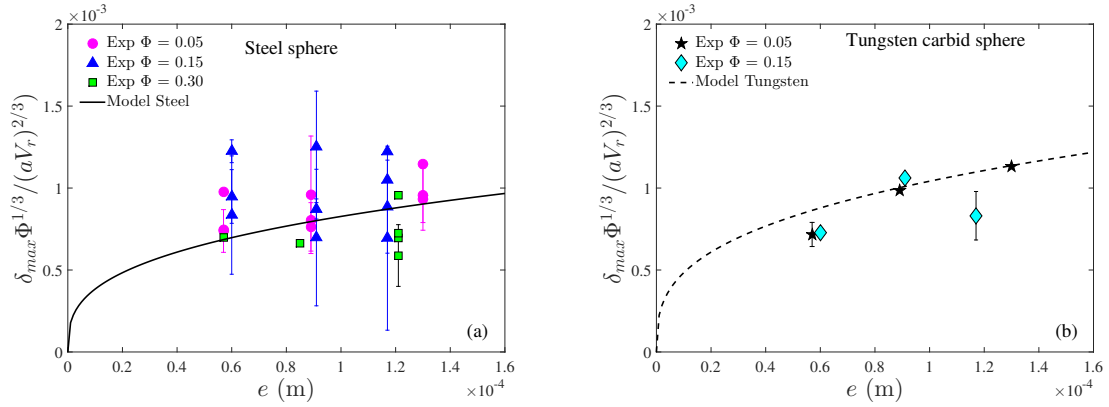 ×10⁻³
2
1.5
1
0.5
0
δmaxΦ^1/3/(aVr)^2/3)
Steel sphere
Exp Φ = 0.05
Exp Φ = 0.15
Exp Φ = 0.30
Model Steel
(a)
0 0.2 0.4 0.6 0.8 1 1.2 1.4 1.6
e (m)
×10⁻⁴
×10⁻³
2
1.5
1
0.5
0
δmaxΦ^1/3/(aVr)^2/3)
Tungsten carbid sphere
Exp Φ = 0.05
Exp Φ = 0.15
Model Tungsten
(b)
0 0.2 0.4 0.6 0.8 1 1.2 1.4 1.6
e (m)
×10⁻⁴